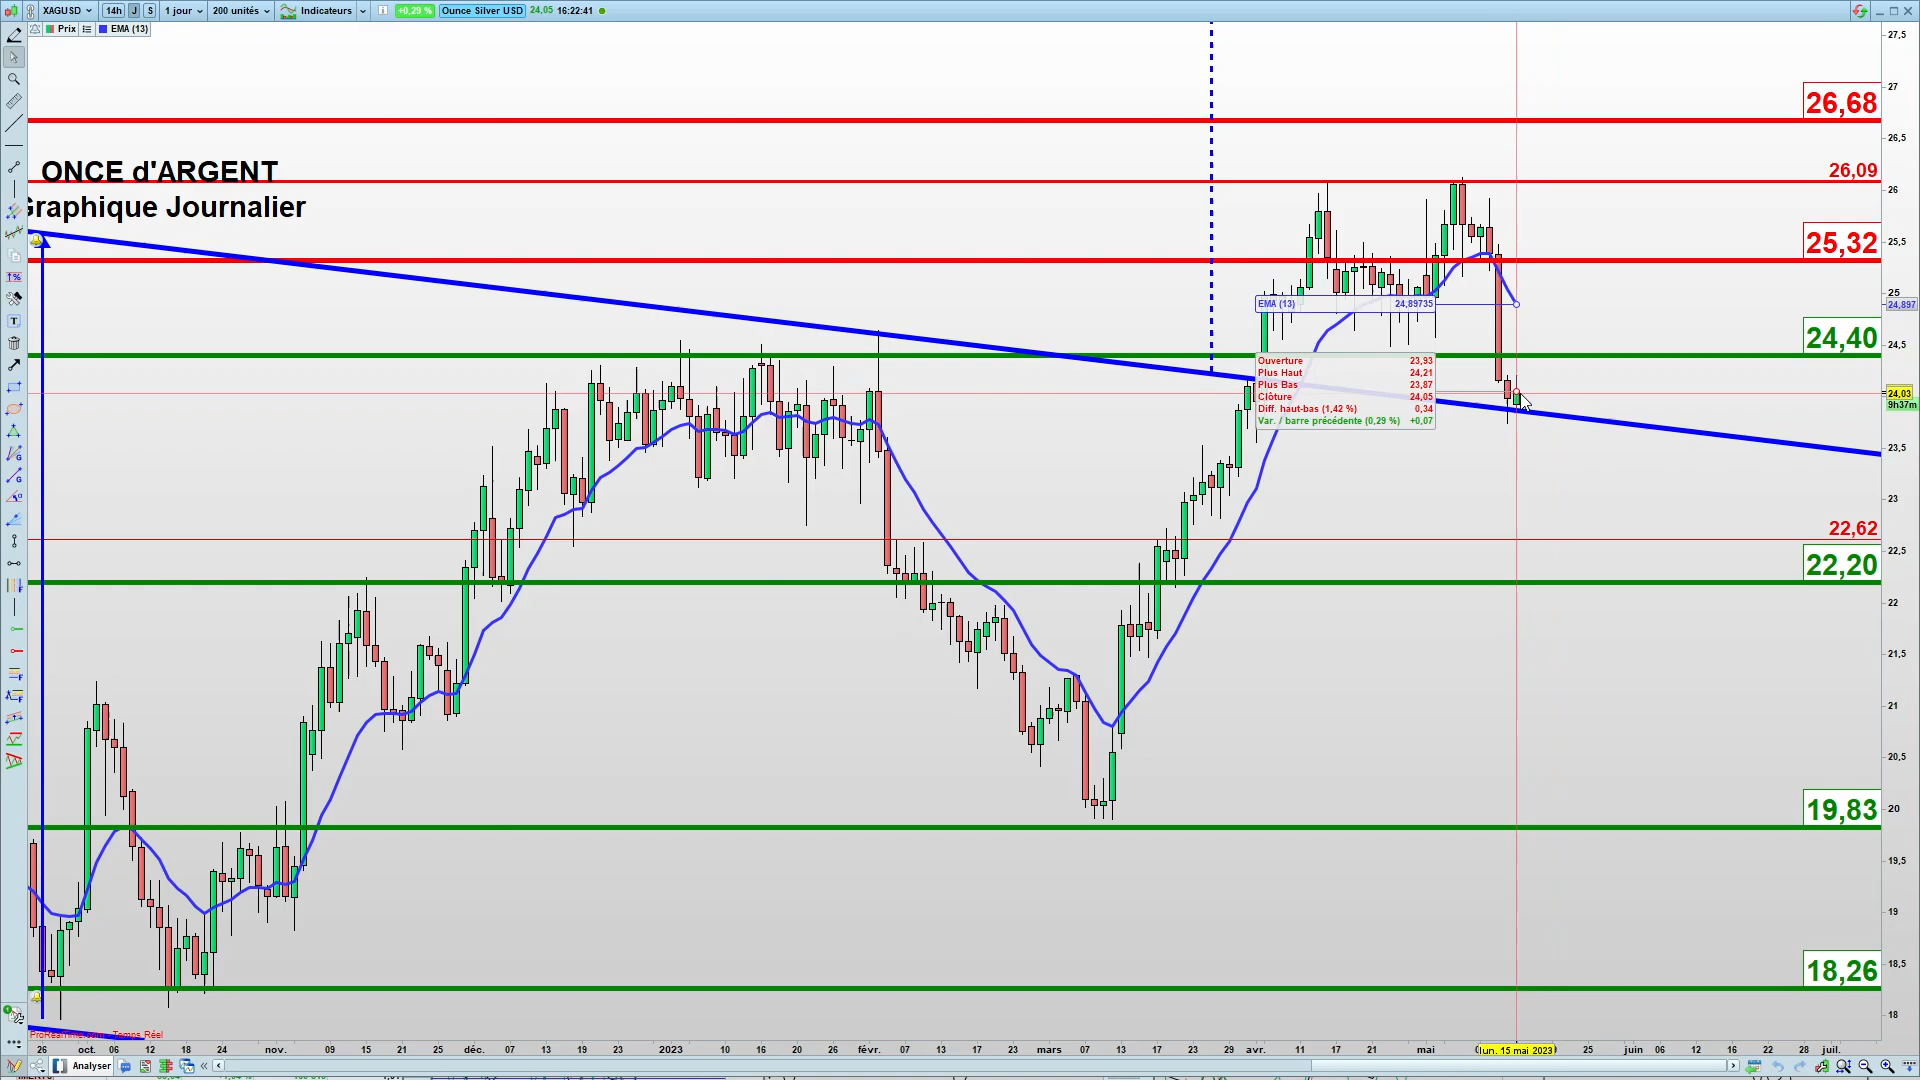 XAGUSD 14h J S 1 jour 200 unités Indicateurs +0,29 % Ounce Silver USD 24,05 16:22:41
Prix EMA (13)
27,5
27
26,68
26,5
ONCE d'ARGENT
26,09
26
Graphique Journalier
25,32
25,5
25
EMA (13) 24,89735
24,897
24,40
24,5
Ouverture 23,93
Plus Haut 24,21
Plus Bas 23,87
Clôture 24,05
Diff. haut-bas (1,42 %) 0,34
Var. / barre précédente (0,29 %) +0,07
24,03
9h37m
23,5
23
22,62
22,5
22,20
22
21,5
21
20,5
20
19,83
19,5
19
18,26
18,5
18
ProRealTime.com Temps Réel
26 oct. 06 12 18 24 nov. 09 15 21 25 déc. 07 13 19 23 2023 10 16 20 26 févr. 07 13 17 23 mars 07 13 17 23 29 avr. 11 17 21 mai lun. 15 mai 2023 25 juin 06 12 16 22 28 juil.
Analyser